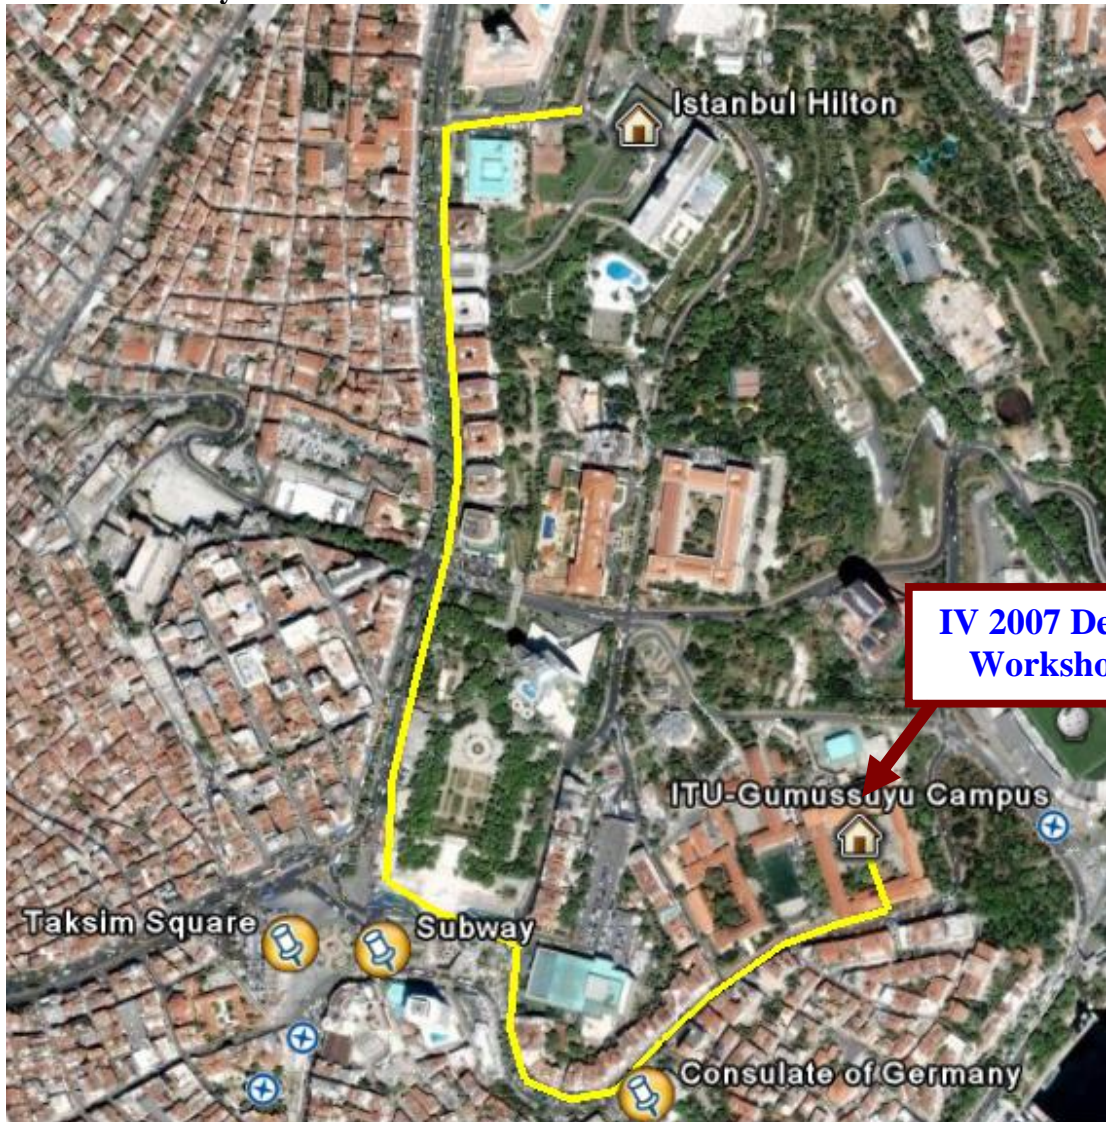 Istanbul Hilton
IV 2007 De
Worksho
ITU-Gumussuyu Campus
Taksim Square
Subway
Consulate of Germany